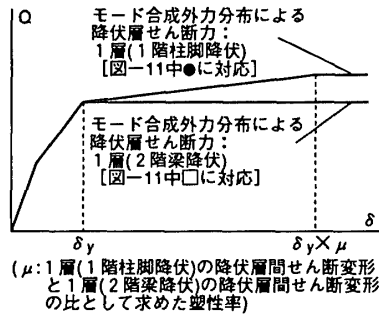 Q
モード合成外力分布による
降伏層せん断力：
1層(1階柱脚降伏)
[図－11中●に対応]
モード合成外力分布による
降伏層せん断力：
1層(2階梁降伏)
[図－11中□に対応]
δ
δy
δy×μ
(μ:1層(1階柱脚降伏)の降伏層間せん断変形
と1層(2階梁降伏)の降伏層間せん断変形
の比として求めた塑性率)